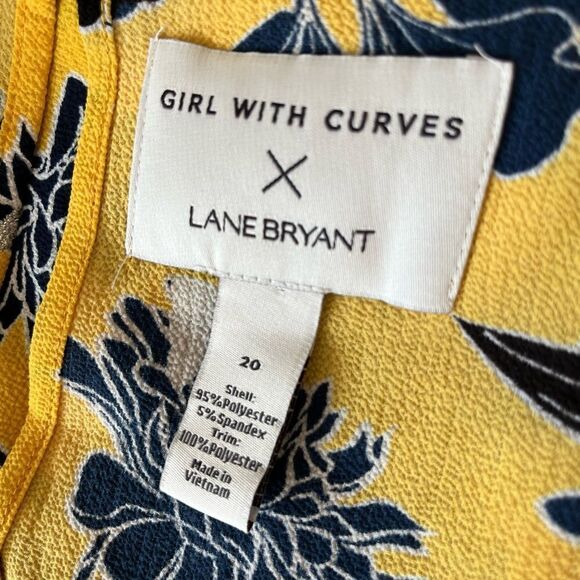 GIRL WITH CURVES
X
LANE BRYANT
20
Shell:
95%Polyester
5%Spandex
Trim:
100%Polyester
Made in
Vietnam